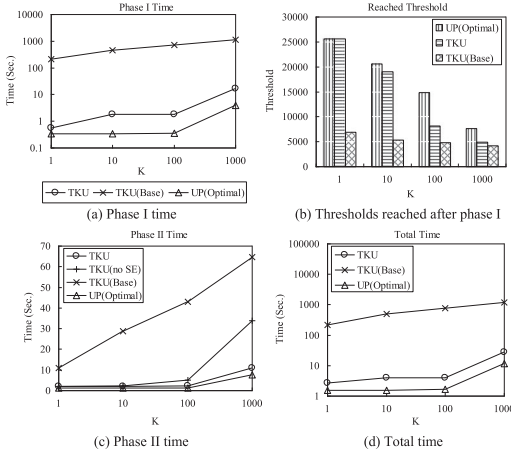 Phase I Time
Time (Sec.)
10000
1000
100
10
1
0.1
1 10 100 1000
K
TKU TKU(Base) UP(Optimal)
(a) Phase I time
Reached Threshold
Threshold
30000
25000
20000
15000
10000
5000
0
UP(Optimal)
TKU
TKU(Base)
1 10 100 1000
K
(b) Thresholds reached after phase I
Phase II Time
Time (Sec.)
70
60
50
40
30
20
10
0
TKU
TKU(no SE)
TKU(Base)
UP(Optimal)
1 10 100 1000
K
(c) Phase II time
Total Time
Time (Sec.)
100000
10000
1000
100
10
1
TKU
TKU(Base)
UP(Optimal)
1 10 100 1000
K
(d) Total time